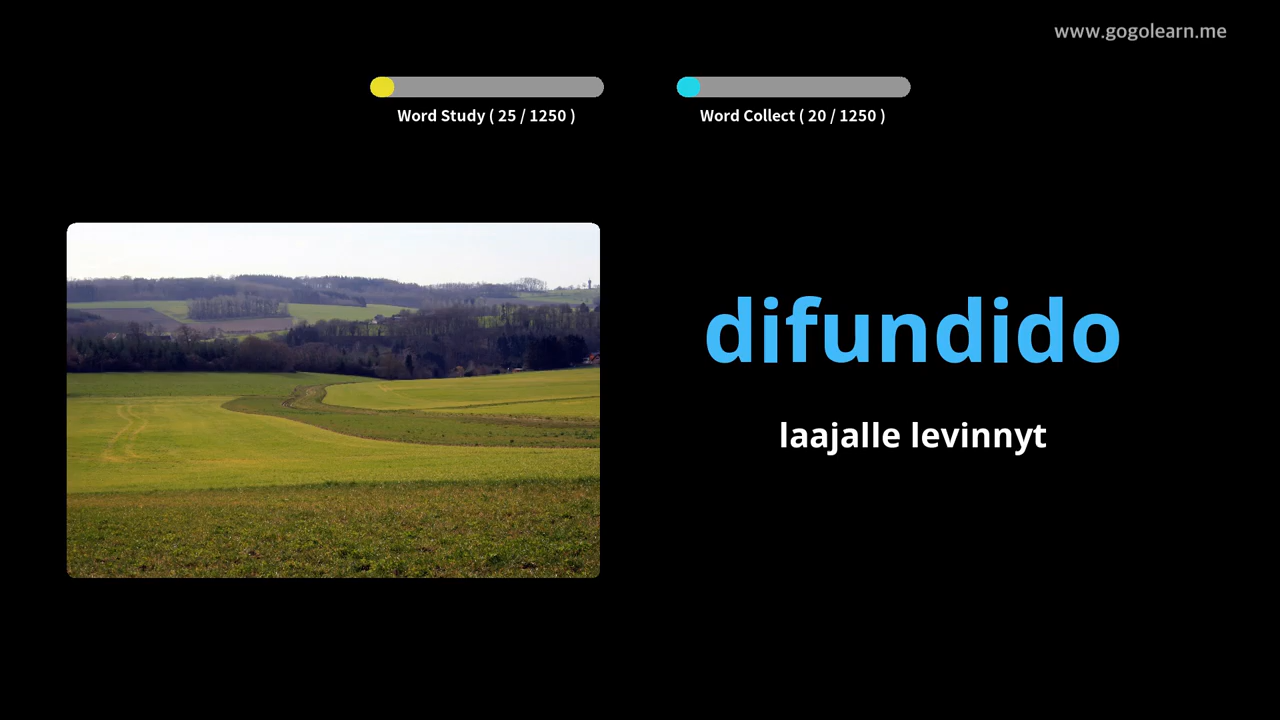 www.gogolearn.me
Word Study ( 25 / 1250 )
Word Collect ( 20 / 1250 )
difundido
laajalle levinnyt